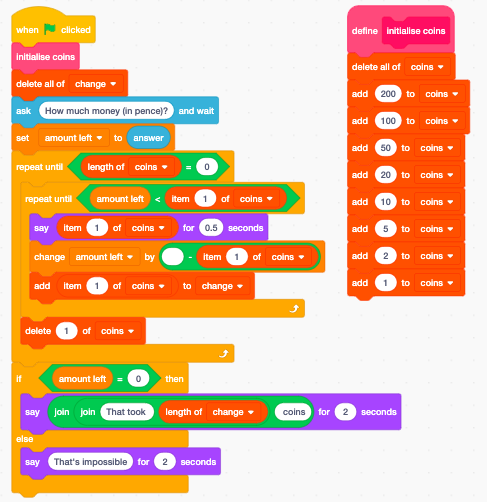 when clicked
initialise coins
delete all of change
ask How much money (in pence)? and wait
set amount left to answer
repeat until length of coins = 0
repeat until amount left < item 1 of coins
say item 1 of coins for 0.5 seconds
change amount left by - item 1 of coins
add item 1 of coins to change
delete 1 of coins
if amount left = 0 then
say join join That took length of change coins for 2 seconds
else
say That's impossible for 2 seconds
define initialise coins
delete all of coins
add 200 to coins
add 100 to coins
add 50 to coins
add 20 to coins
add 10 to coins
add 5 to coins
add 2 to coins
add 1 to coins